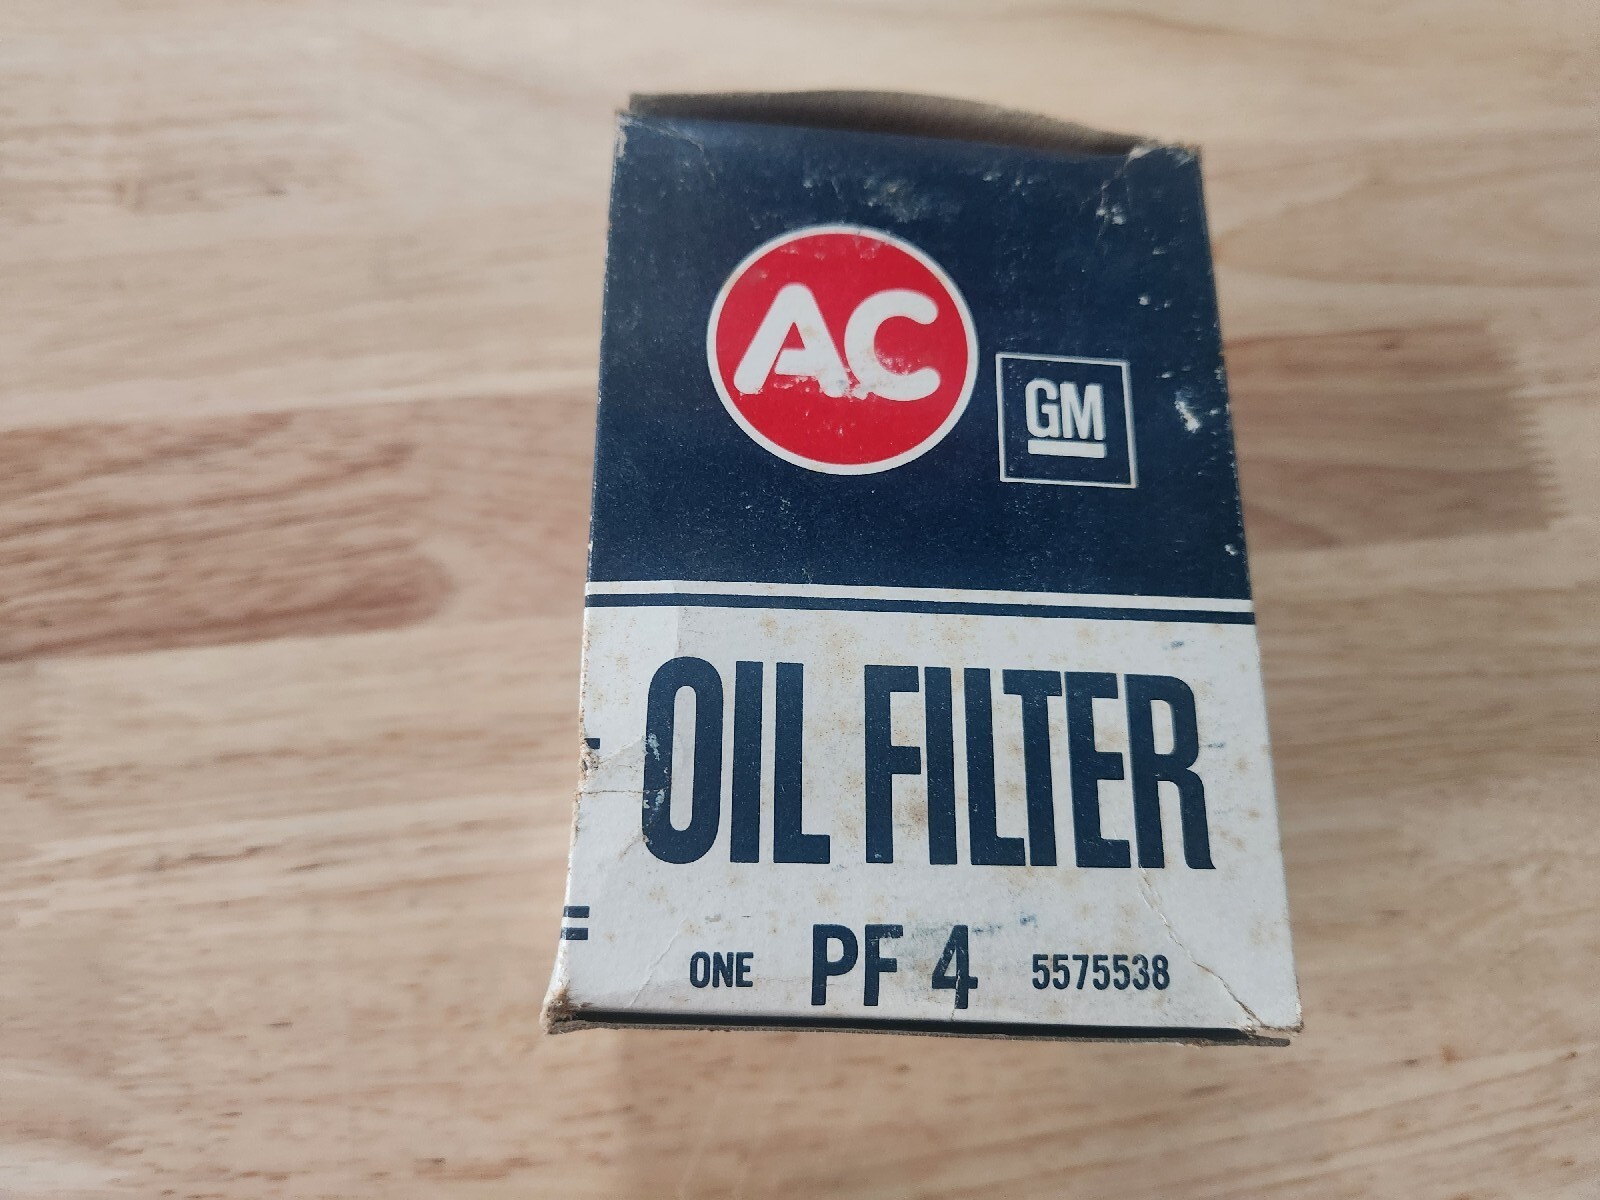 AC
GM
OIL FILTER
ONE PF 4 5575538